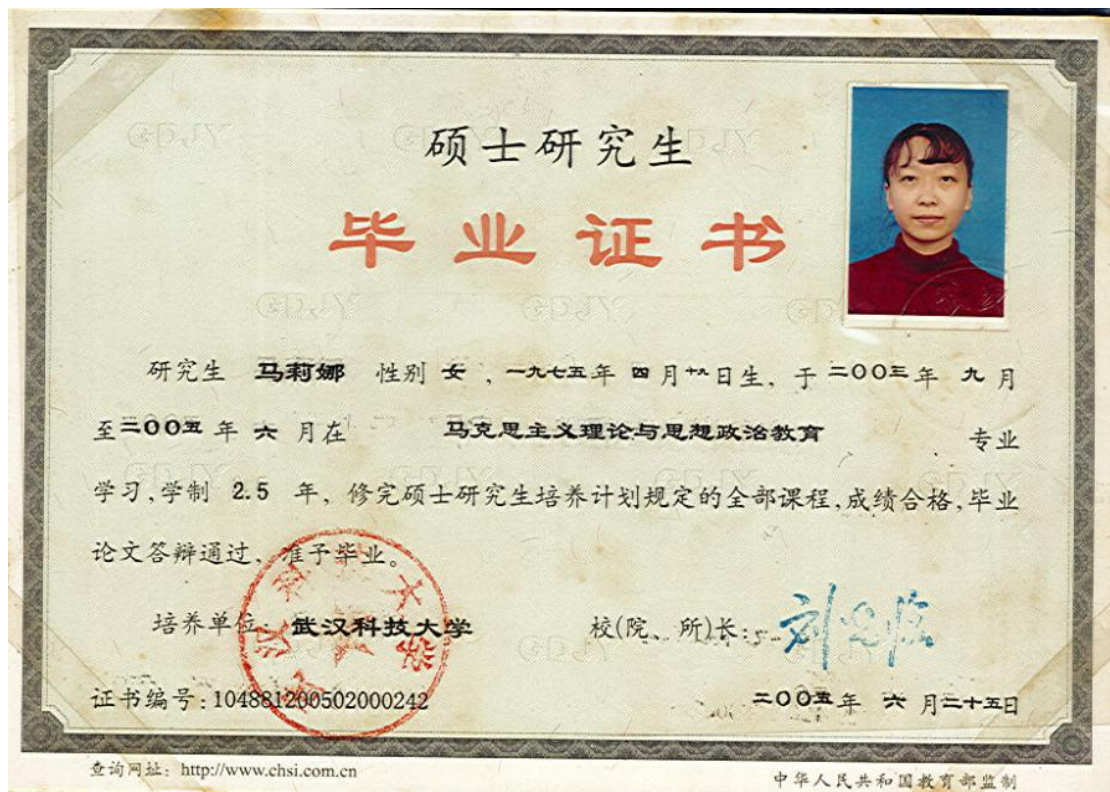 硕士研究生
毕业证书
研究生 马莉娜 性别 女 ,一九七五年 四 月十九日生, 于 二〇〇三年 九 月
至二〇〇五 年 六 月在 马克思主义理论与思想政治教育 专业
学习,学制 2.5 年, 修完硕士研究生培养计划规定的全部课程,成绩合格,毕业
论文答辩通过, 准予毕业。
培养单位: 武汉科技大学 校(院、所)长:
证书编号:104881200502000242 二〇〇五年 六 月二十五日
查询网址: http://www.chsi.com.cn 中华人民共和国教育部监制